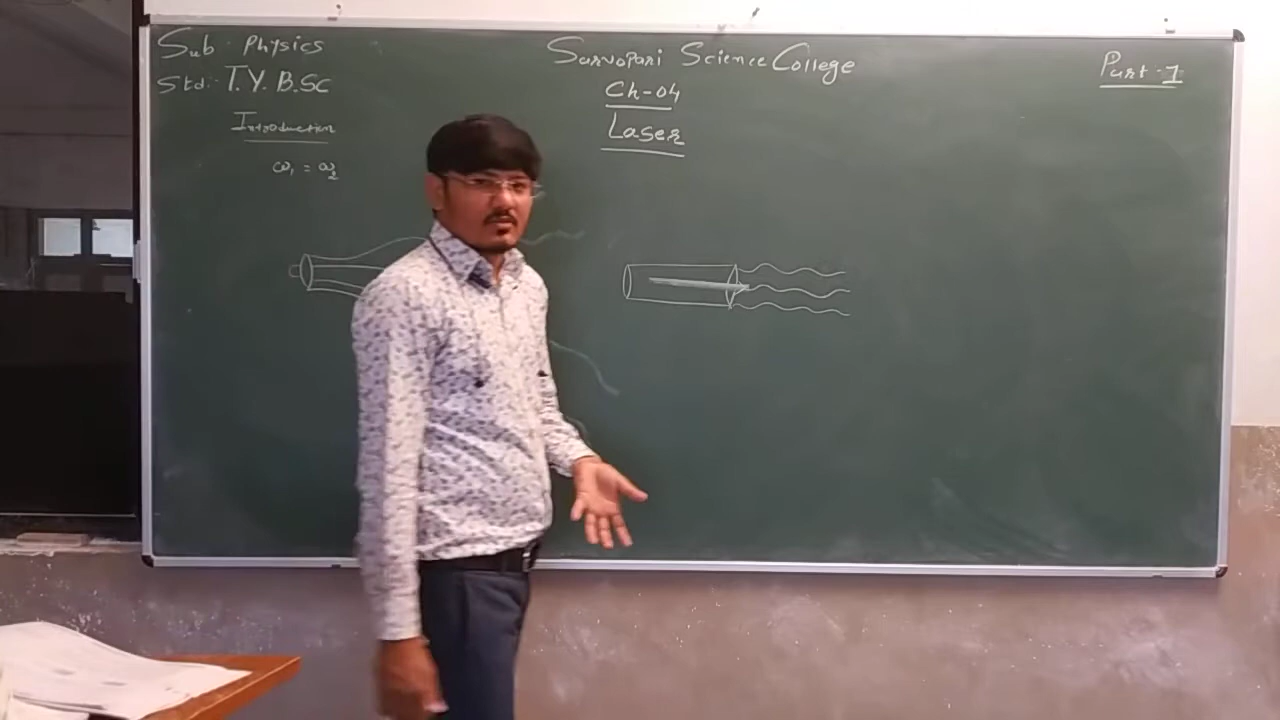 Sub: Physics
Std: T.Y. B.Sc
Introduction
ω₁ = ω₂
Sarvopari Science College
Ch-04
Laser
Part-1